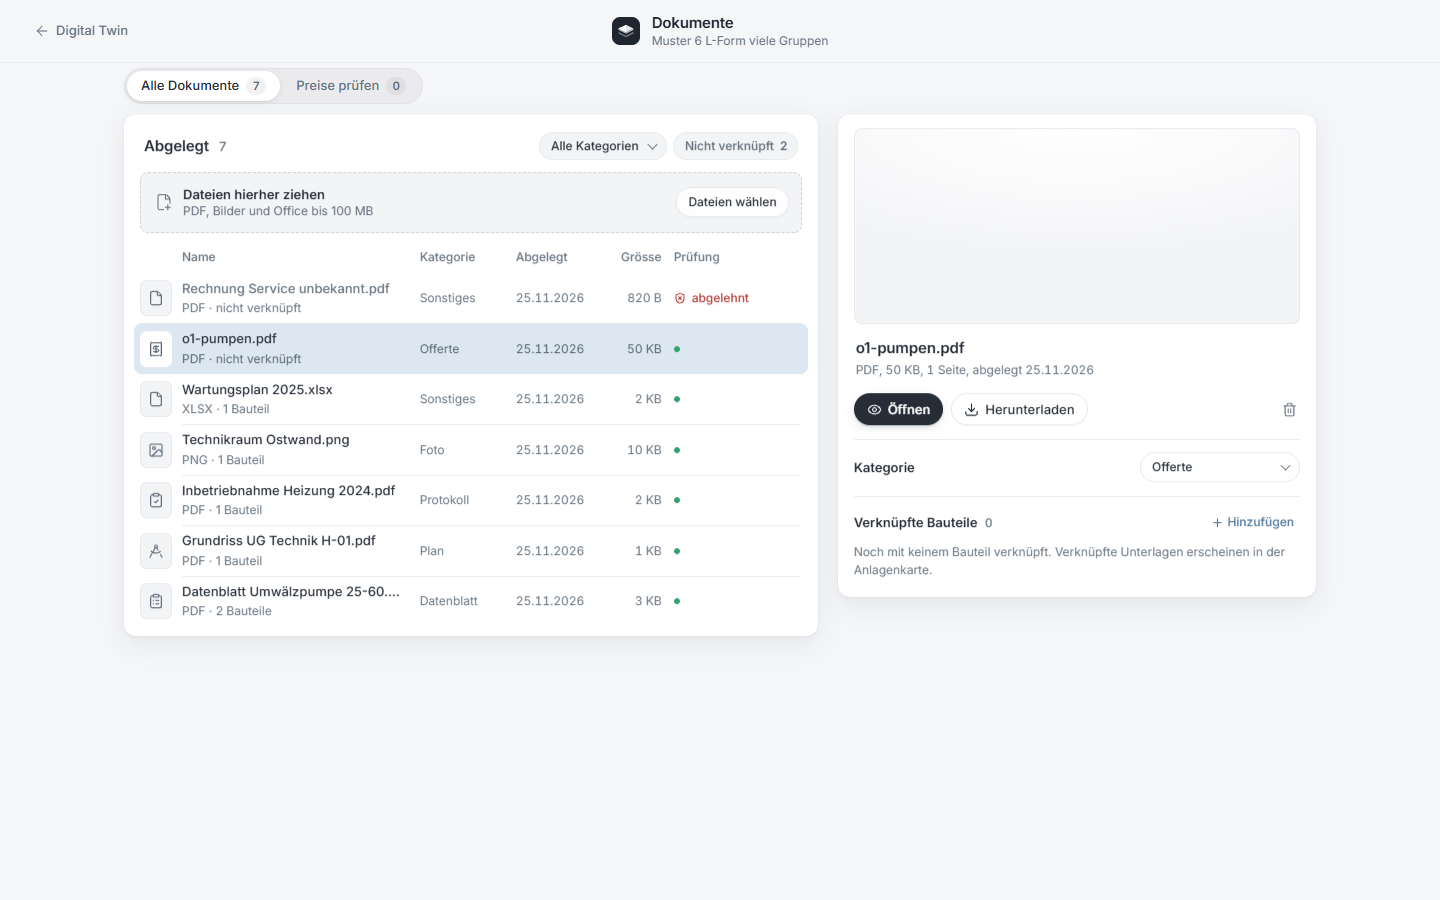 Digital Twin
Dokumente
Muster 6 L-Form viele Gruppen
Alle Dokumente 7
Preise prüfen 0
Abgelegt 7
Alle Kategorien
Nicht verknüpft 2
Dateien hierher ziehen
PDF, Bilder und Office bis 100 MB
Dateien wählen
Name Kategorie Abgelegt Grösse Prüfung
Rechnung Service unbekannt.pdf
PDF · nicht verknüpft
Sonstiges 25.11.2026 820 B abgelehnt
o1-pumpen.pdf
PDF · nicht verknüpft
Offerte 25.11.2026 50 KB
Wartungsplan 2025.xlsx
XLSX · 1 Bauteil
Sonstiges 25.11.2026 2 KB
Technikraum Ostwand.png
PNG · 1 Bauteil
Foto 25.11.2026 10 KB
Inbetriebnahme Heizung 2024.pdf
PDF · 1 Bauteil
Protokoll 25.11.2026 2 KB
Grundriss UG Technik H-01.pdf
PDF · 1 Bauteil
Plan 25.11.2026 1 KB
Datenblatt Umwälzpumpe 25-60....
PDF · 2 Bauteile
Datenblatt 25.11.2026 3 KB
o1-pumpen.pdf
PDF, 50 KB, 1 Seite, abgelegt 25.11.2026
Öffnen
Herunterladen
Kategorie
Offerte
Verknüpfte Bauteile 0
Hinzufügen
Noch mit keinem Bauteil verknüpft. Verknüpfte Unterlagen erscheinen in der
Anlagenkarte.